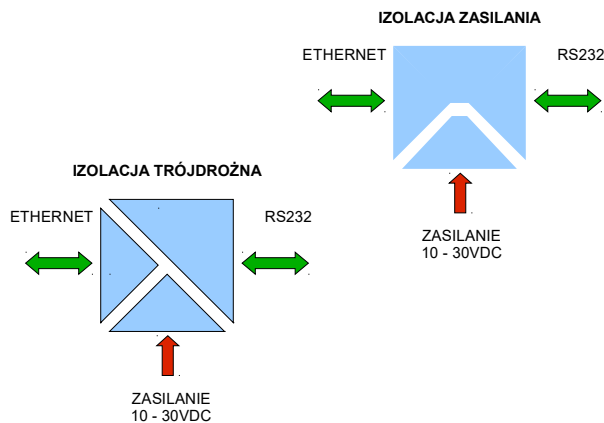 IZOLACJA ZASILANIA
ETHERNET
RS232
ZASILANIE
10 - 30VDC
IZOLACJA TRÓJDROŻNA
ETHERNET
RS232
ZASILANIE
10 - 30VDC